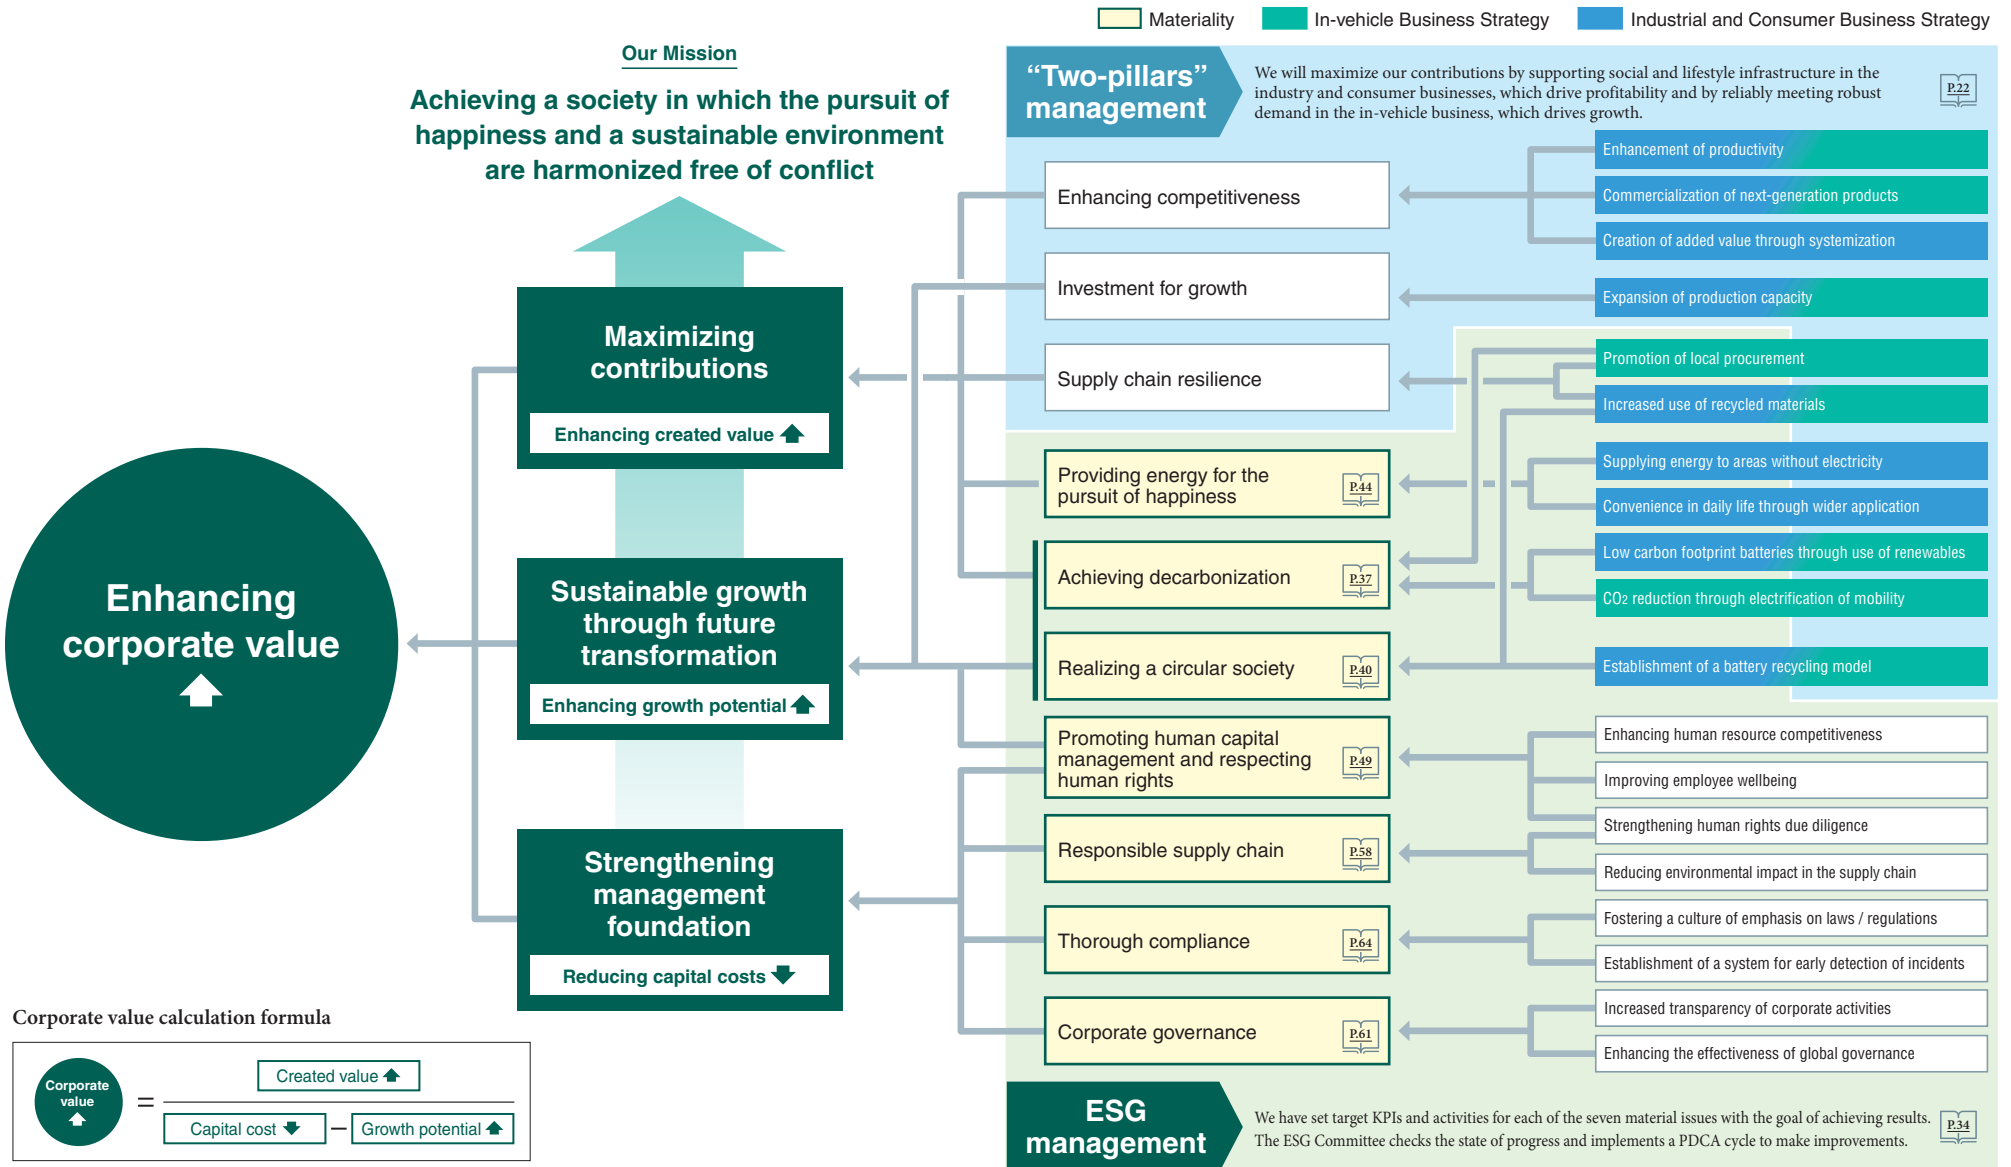 Materiality
In-vehicle Business Strategy
Industrial and Consumer Business Strategy
Our Mission
Achieving a society in which the pursuit of
happiness and a sustainable environment
are harmonized free of conflict
“Two-pillars”
management
We will maximize our contributions by supporting social and lifestyle infrastructure in the
industry and consumer businesses, which drive profitability and by reliably meeting robust
demand in the in-vehicle business, which drives growth.
P.22
Enhancing competitiveness
Investment for growth
Supply chain resilience
Enhancement of productivity
Commercialization of next-generation products
Creation of added value through systemization
Expansion of production capacity
Promotion of local procurement
Increased use of recycled materials
Supplying energy to areas without electricity
Convenience in daily life through wider application
Low carbon footprint batteries through use of renewables
CO2 reduction through electrification of mobility
Establishment of a battery recycling model
Maximizing
contributions
Enhancing created value
Sustainable growth
through future
transformation
Enhancing growth potential
Strengthening
management
foundation
Reducing capital costs
Enhancing
corporate value
Providing energy for the
pursuit of happiness
P.44
Achieving decarbonization
P.37
Realizing a circular society
P.40
Promoting human capital
management and respecting
human rights
P.49
Responsible supply chain
P.58
Thorough compliance
P.64
Corporate governance
P.61
Enhancing human resource competitiveness
Improving employee wellbeing
Strengthening human rights due diligence
Reducing environmental impact in the supply chain
Fostering a culture of emphasis on laws / regulations
Establishment of a system for early detection of incidents
Increased transparency of corporate activities
Enhancing the effectiveness of global governance
ESG
management
We have set target KPIs and activities for each of the seven material issues with the goal of achieving results.
The ESG Committee checks the state of progress and implements a PDCA cycle to make improvements.
P.34
Corporate value calculation formula
Corporate
value
=
Created value
Capital cost
—
Growth potential